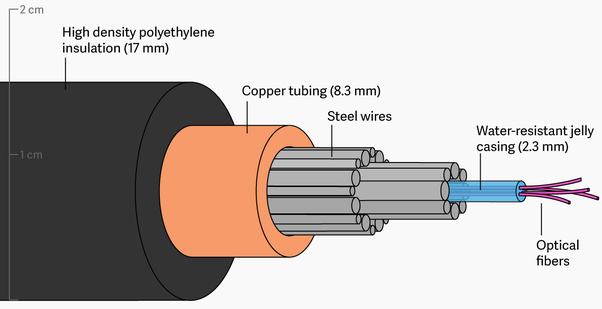 2 cm
High density polyethylene
insulation (17 mm)
Copper tubing (8.3 mm)
Steel wires
Water-resistant jelly
casing (2.3 mm)
1 cm
Optical
fibers